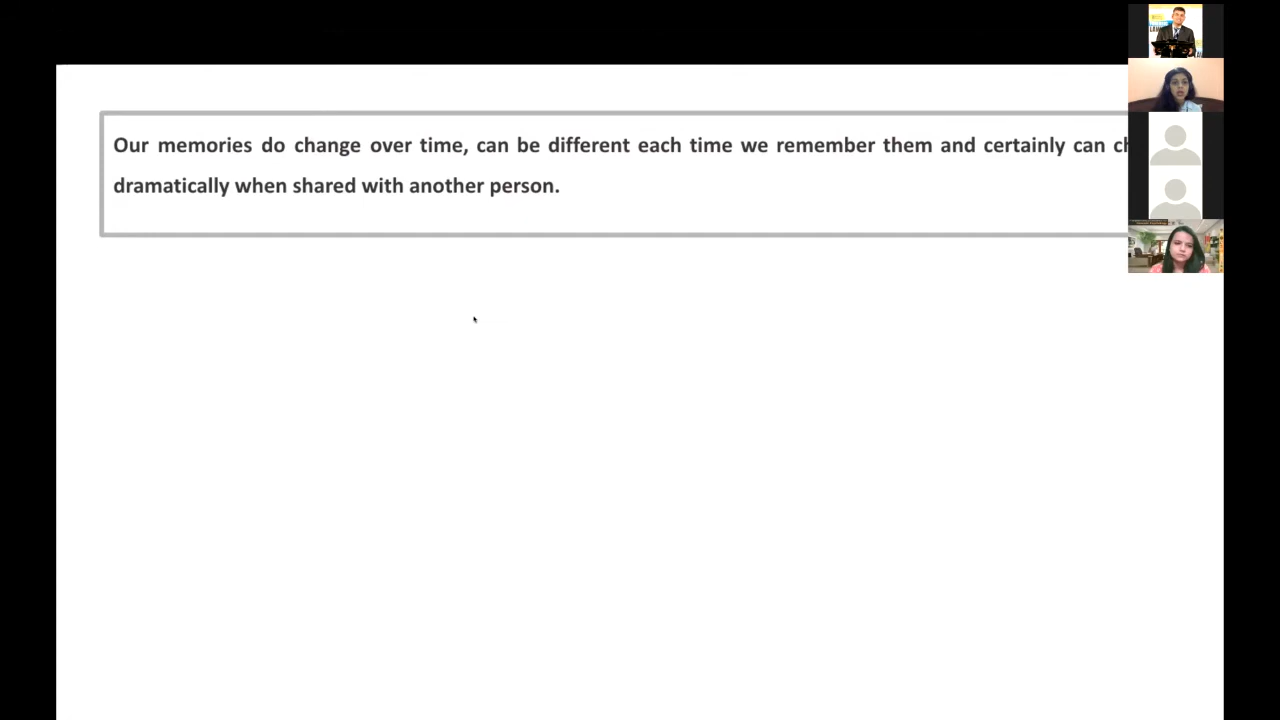 Our memories do change over time, can be different each time we remember them and certainly can
dramatically when shared with another person.